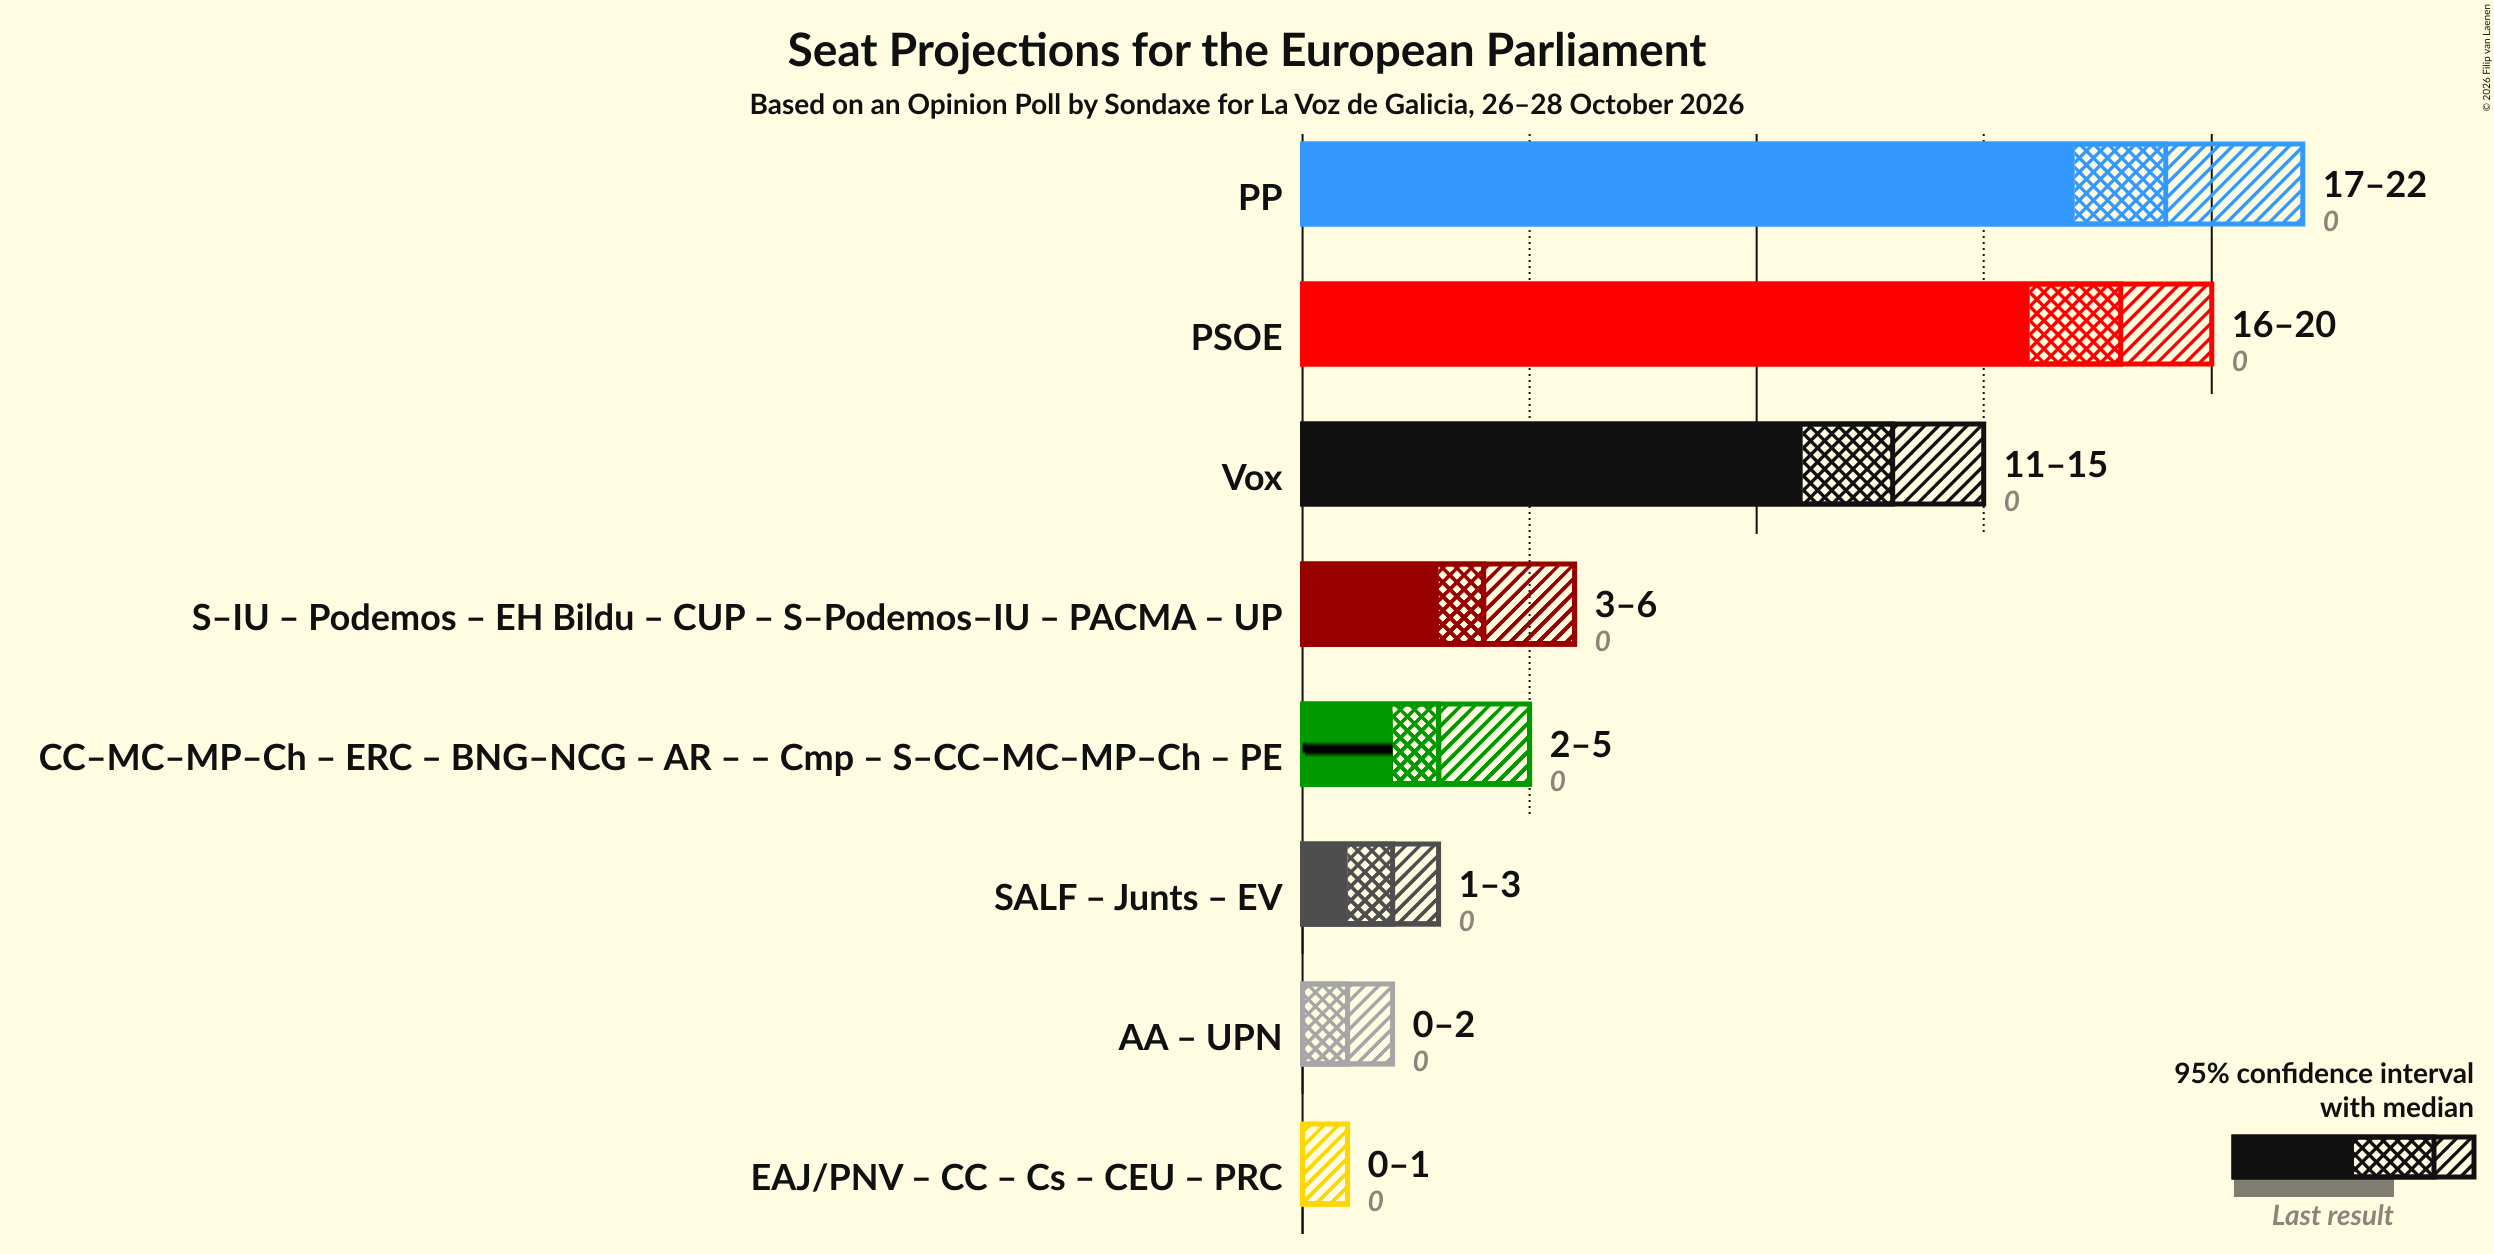 Seat Projections for the European Parliament
Based on an Opinion Poll by Sondaxe for La Voz de Galicia, 26–28 October 2026
© 2026 Filip van Laenen
PP
17–22
0
PSOE
16–20
0
Vox
11–15
0
S–IU – Podemos – EH Bildu – CUP – S–Podemos–IU – PACMA – UP
3–6
0
CC–MC–MP–Ch – ERC – BNG–NCG – AR – – Cmp – S–CC–MC–MP–Ch – PE
2–5
0
SALF – Junts – EV
1–3
0
AA – UPN
0–2
0
EAJ/PNV – CC – Cs – CEU – PRC
0–1
0
95% confidence interval
with median
Last result